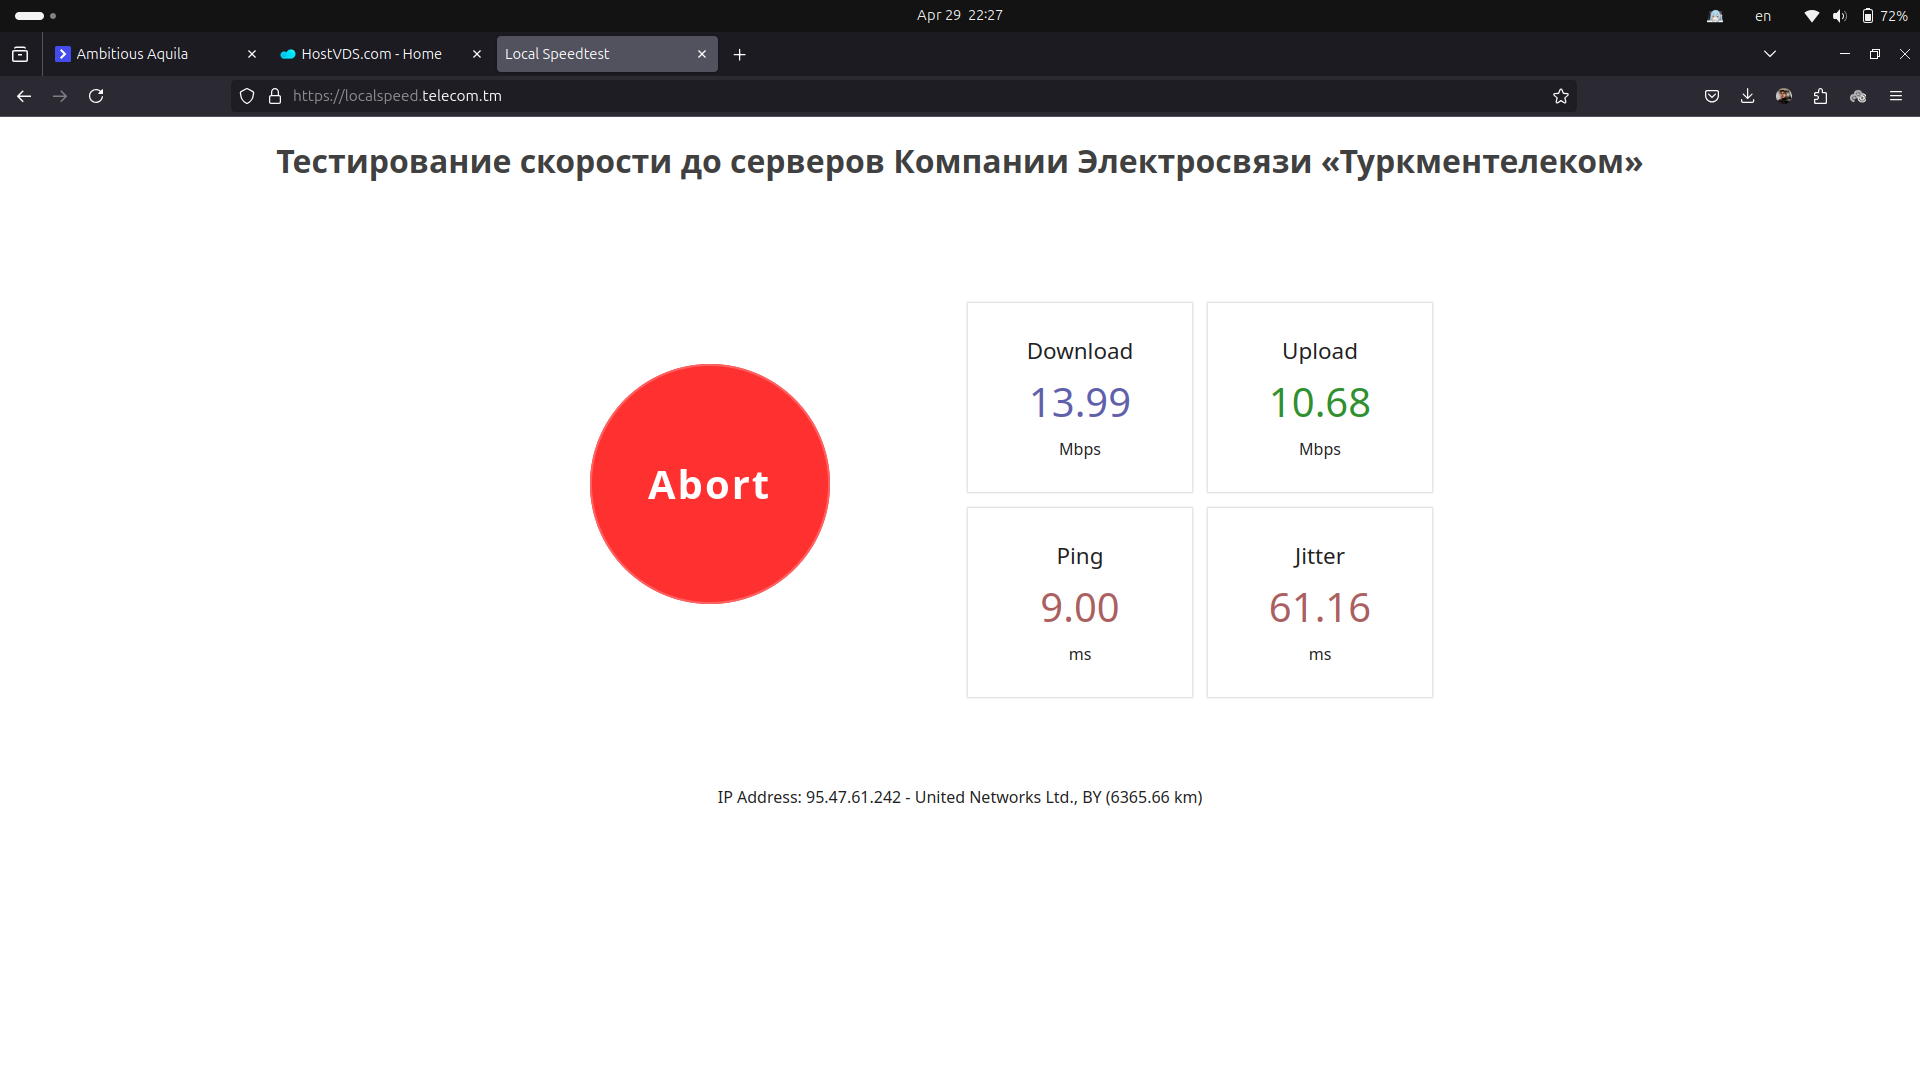 Apr 29 22:27
en
72%
Ambitious Aquila
HostVDS.com - Home
Local Speedtest
https://localspeed.telecom.tm
Тестирование скорости до серверов Компании Электросвязи «Туркментелеком»
Abort
Download
13.99
Mbps
Upload
10.68
Mbps
Ping
9.00
ms
Jitter
61.16
ms
IP Address: 95.47.61.242 - United Networks Ltd., BY (6365.66 km)